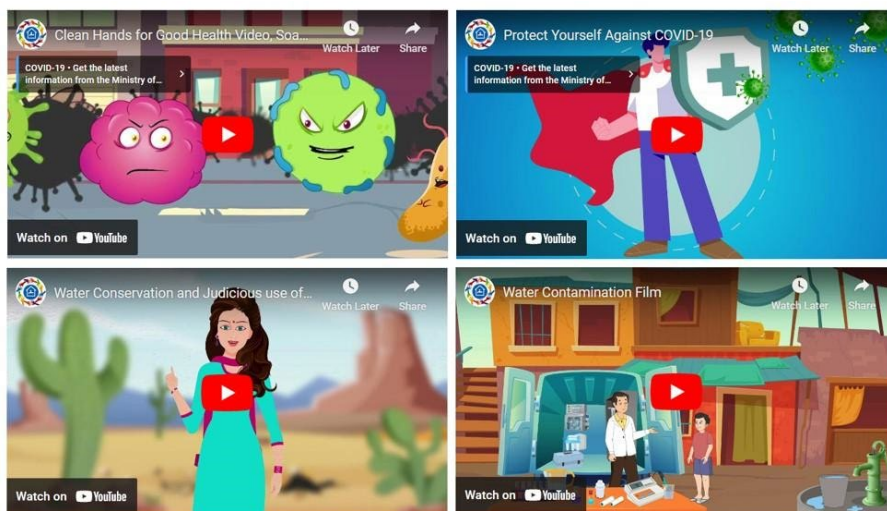 Clean Hands for Good Health Video, Soa...
Watch Later
Share
COVID-19 • Get the latest
information from the Ministry of...
Watch on YouTube
Protect Yourself Against COVID-19
Watch Later
Share
COVID-19 • Get the latest
information from the Ministry of...
Watch on YouTube
Water Conservation and Judicious use of...
Watch Later
Share
Watch on YouTube
Water Contamination Film
Watch Later
Share
Watch on YouTube